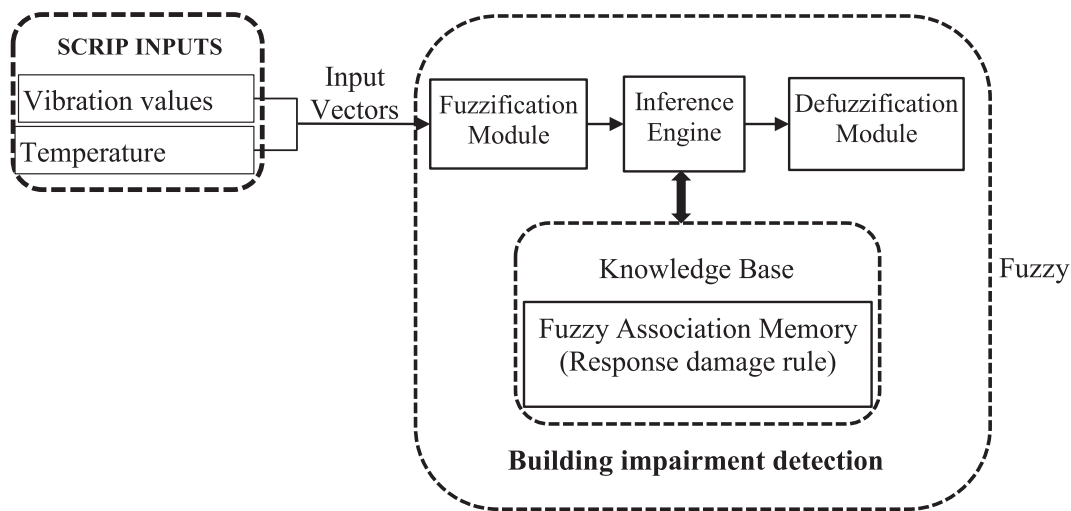 SCRIP INPUTS
Vibration values
Temperature
Input
Vectors
Fuzzification
Module
Inference
Engine
Defuzzification
Module
Knowledge Base
Fuzzy Association Memory
(Response damage rule)
Building impairment detection
Fuzzy